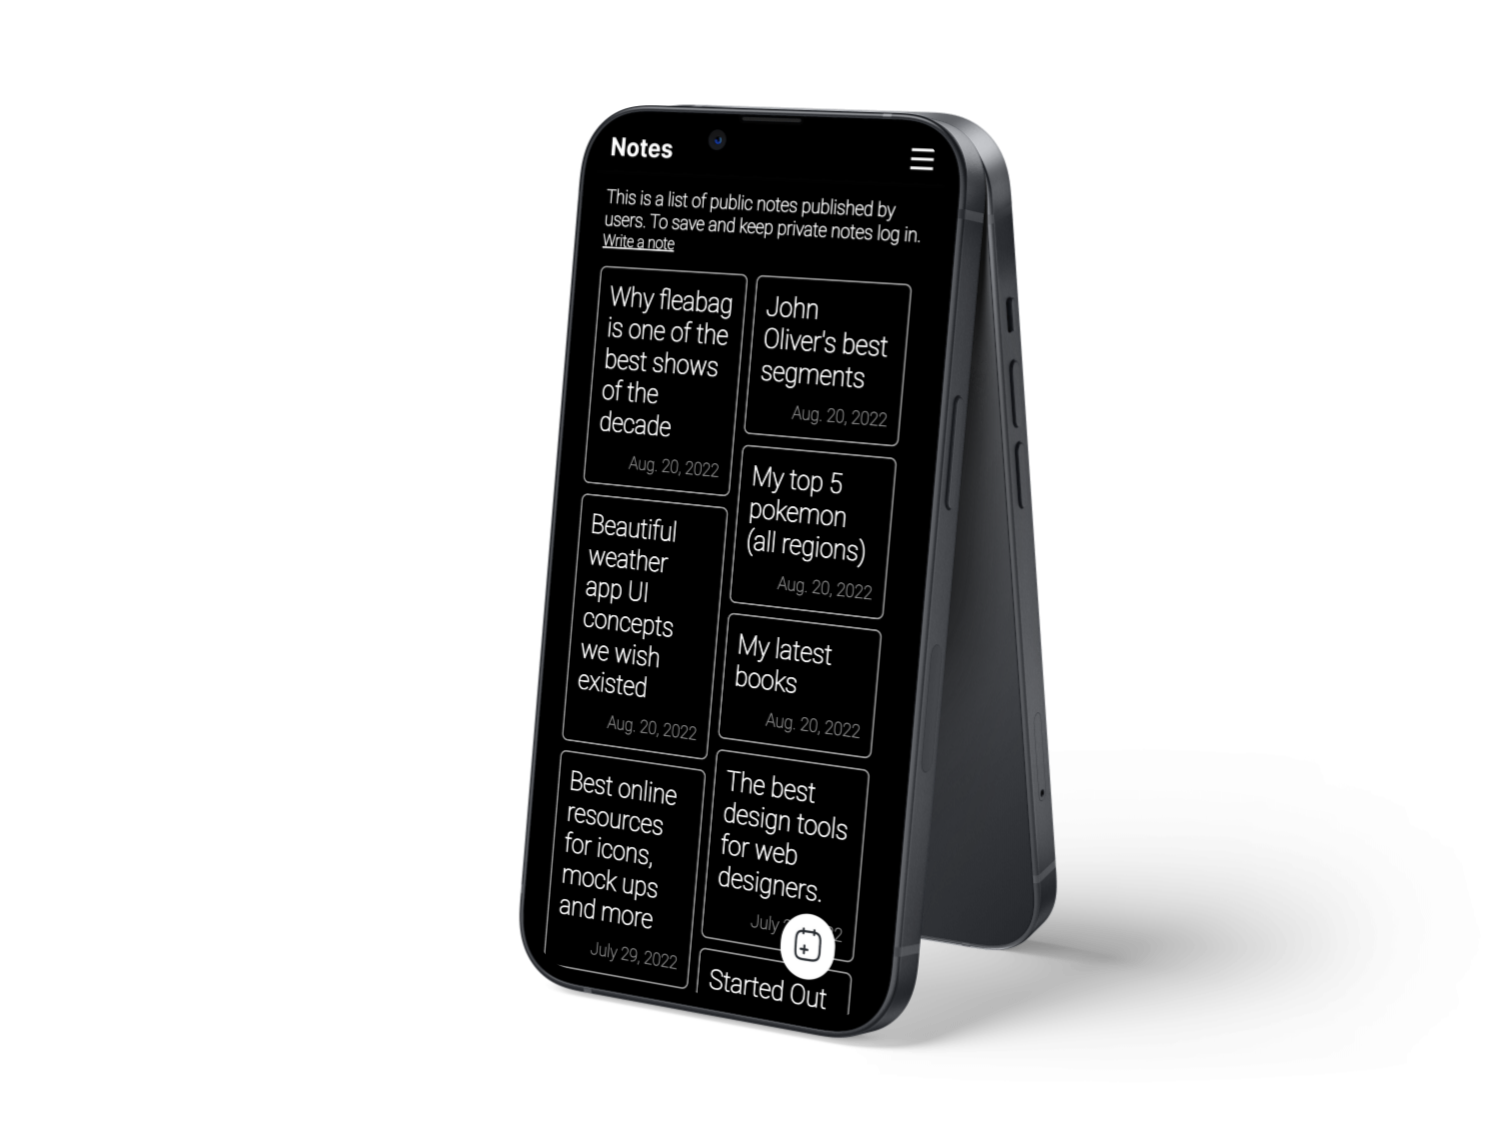 Notes
This is a list of public notes published by
users. To save and keep private notes log in.
Write a note
Why fleabag
is one of the
best shows
of the
decade
Aug. 20, 2022
John
Oliver's best
segments
Aug. 20, 2022
My top 5
pokemon
(all regions)
Aug. 20, 2022
Beautiful
weather
app UI
concepts
we wish
existed
Aug. 20, 2022
My latest
books
Aug. 20, 2022
Best online
resources
for icons,
mock ups
and more
July 29, 2022
The best
design tools
for web
designers.
July
Started Out